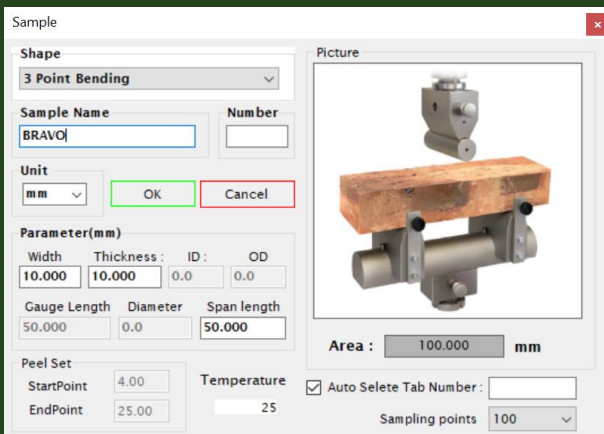 Sample
×
Shape
3 Point Bending
Sample Name
Number
BRAVO
Unit
mm
OK
Cancel
Parameter(mm)
Width Thickness : ID : OD
10.000 10.000 0.0 0.0
Gauge Length Diameter Span length
50.000 0.0 50.000
Peel Set
StartPoint 4.00
EndPoint 25.00
Temperature
25
Picture
Area : 100.000 mm
Auto Selete Tab Number :
Sampling points 100